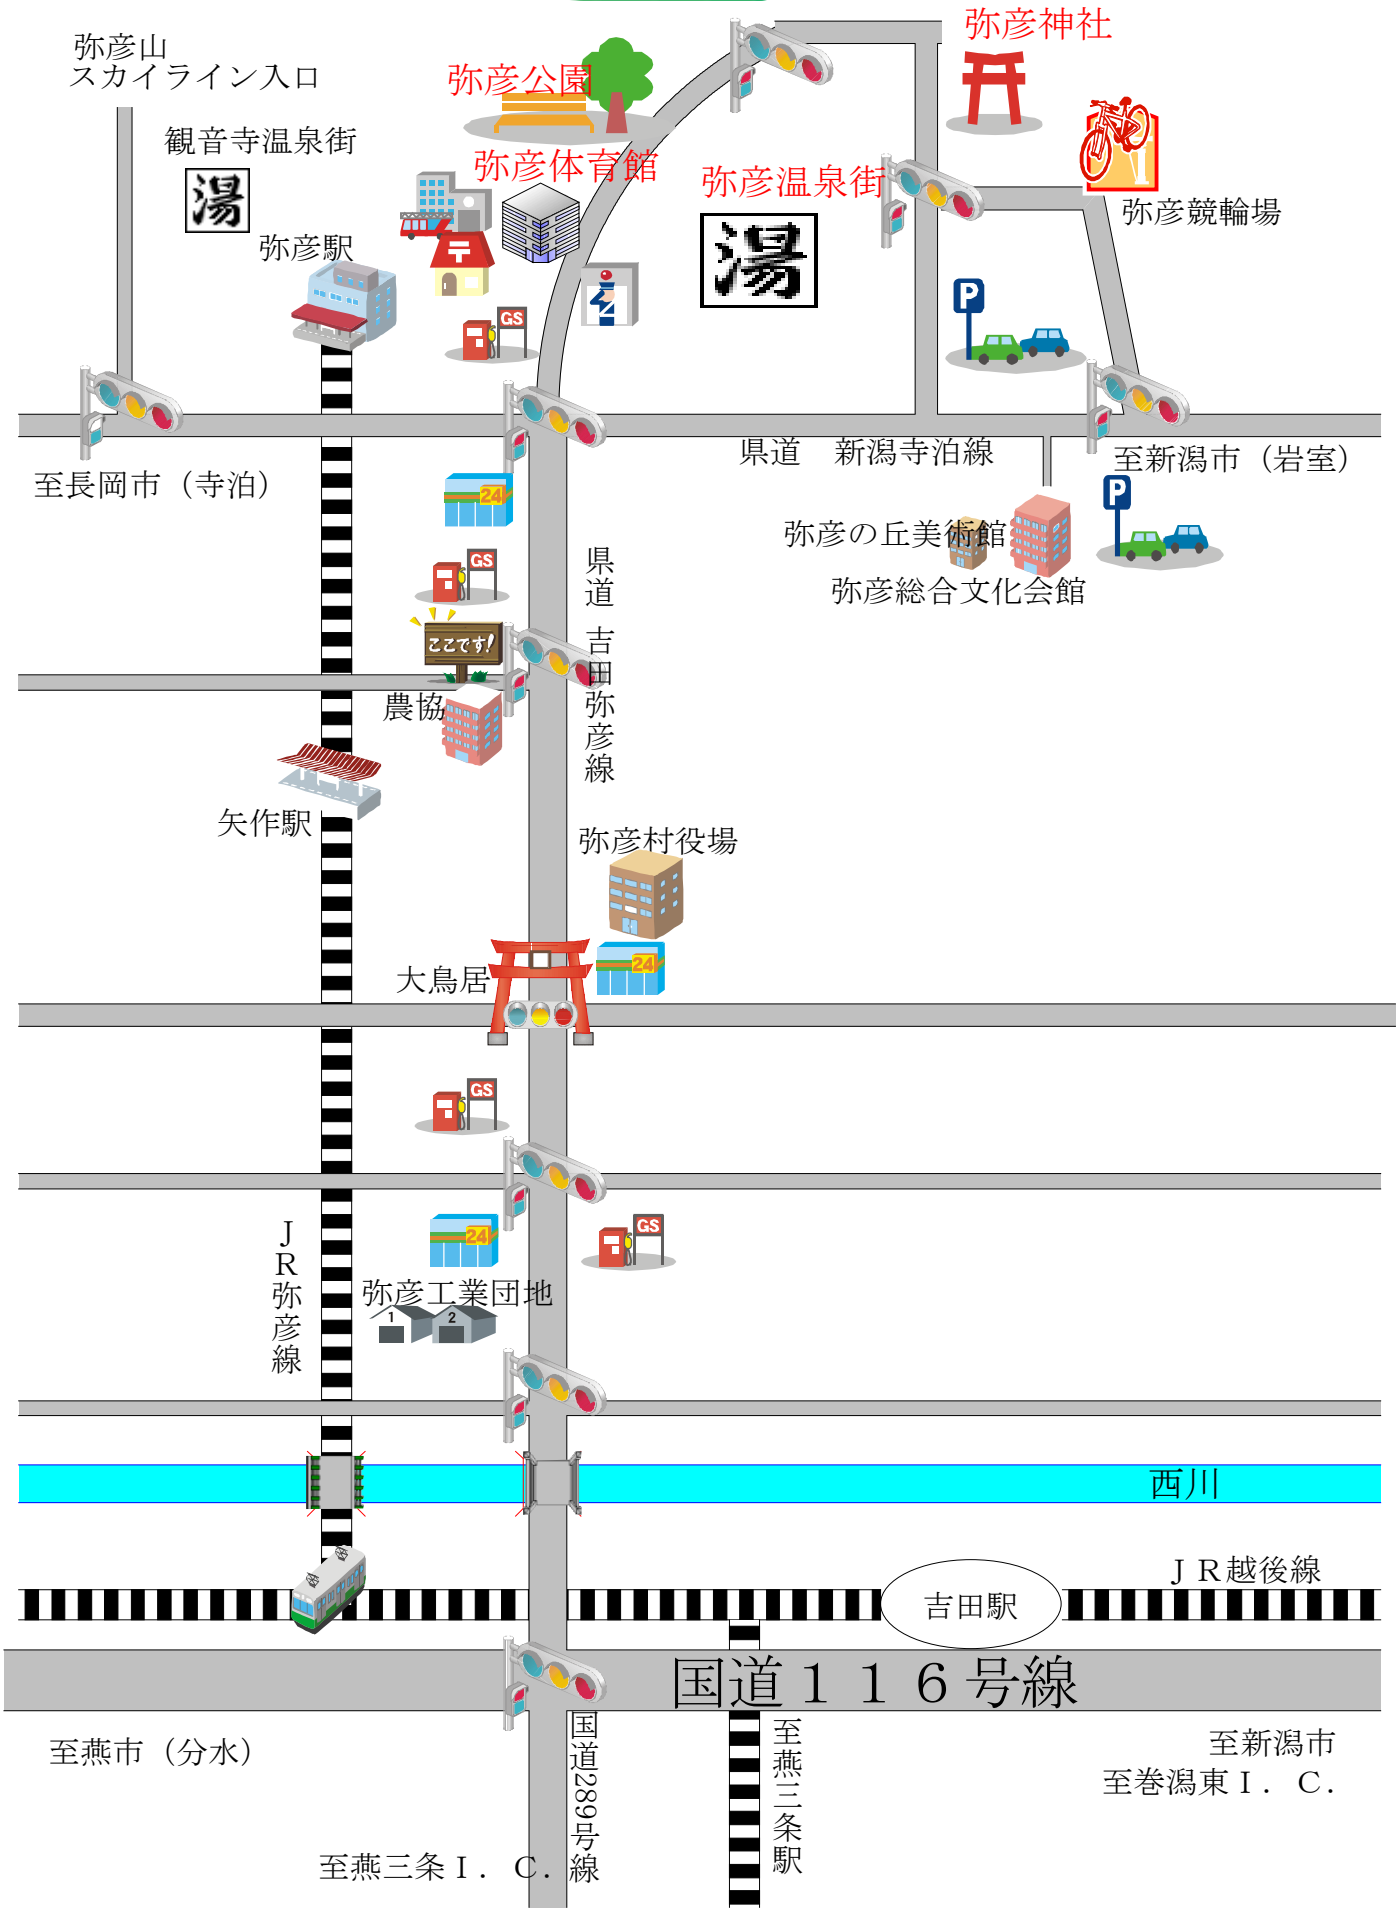 弥彦神社
弥彦山
スカイライン入口
弥彦公園
観音寺温泉街
湯
弥彦体育館
弥彦温泉街
湯
弥彦競輪場
弥彦駅
〒
GS
P
県道 新潟寺泊線
至長岡市（寺泊）
至新潟市（岩室）
24
P
弥彦の丘美術館
弥彦総合文化会館
GS
県道 吉田弥彦線
ここです!
農協
矢作駅
弥彦村役場
24
大鳥居
GS
24
GS
ＪＲ弥彦線
弥彦工業団地
1
2
西川
ＪＲ越後線
吉田駅
国道１１６号線
国道289号線
至燕三条駅
至燕市（分水）
至新潟市
至巻潟東Ｉ．Ｃ．
至燕三条Ｉ．Ｃ．